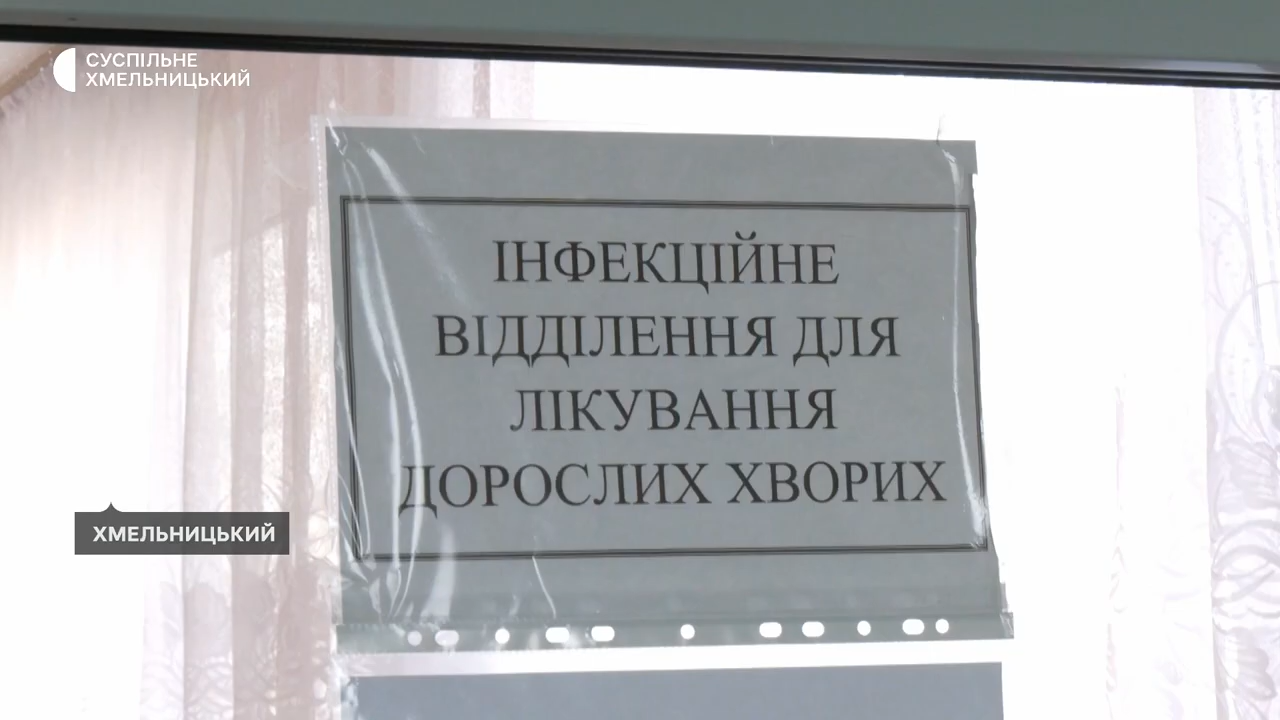 СУСПІЛЬНЕ
ХМЕЛЬНИЦЬКИЙ
ІНФЕКЦІЙНЕ
ВІДДІЛЕННЯ ДЛЯ
ЛІКУВАННЯ
ДОРОСЛИХ ХВОРИХ
ХМЕЛЬНИЦЬКИЙ